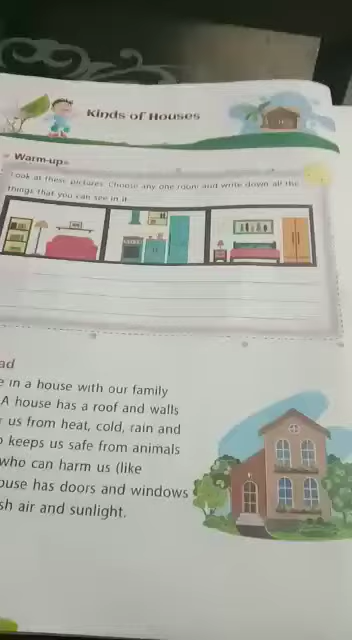 Kinds of Houses
Warm-up
Look at these pictures. Choose any one room and write down all the
things that you can see in it.
ad
e in a house with our family
A house has a roof and walls
us from heat, cold, rain and
keeps us safe from animals
who can harm us (like
ouse has doors and windows
sh air and sunlight.